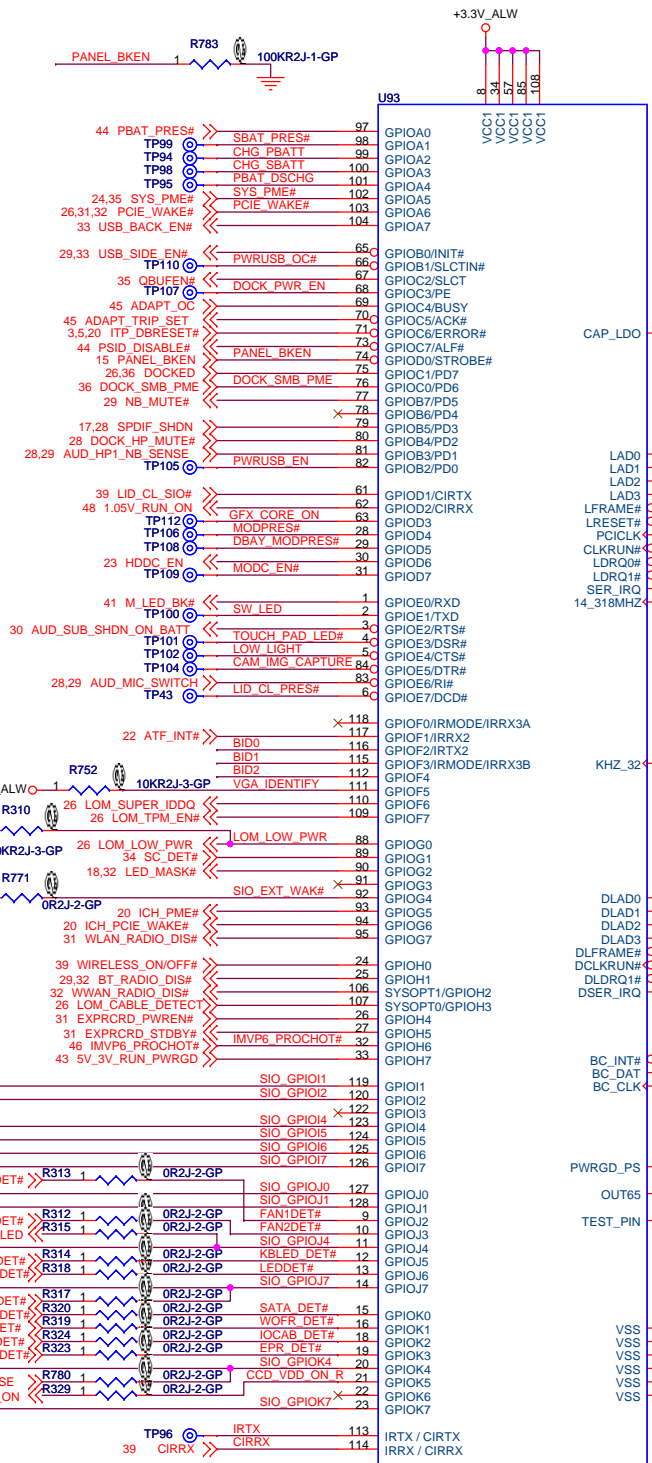 +3.3V_ALW
R783
PANEL_BKEN 1 100KR2J-1-GP
U93
8 34 57 85 108
VCC1 VCC1 VCC1 VCC1 VCC1
44 PBAT_PRES# 97 GPIOA0
TP99 SBAT_PRES# 98 GPIOA1
TP94 CHG_PBATT 99 GPIOA2
TP98 CHG_SBATT 100 GPIOA3
TP95 PBAT_DSCHG 101 GPIOA4
24,35 SYS_PME# SYS_PME# 102 GPIOA5
26,31,32 PCIE_WAKE# PCIE_WAKE# 103 GPIOA6
33 USB_BACK_EN# 104 GPIOA7
29,33 USB_SIDE_EN# 65 GPIOB0/INIT#
TP110 PWRUSB_OC# 66 GPIOB1/SLCTIN#
35 QBUFEN# 67 GPIOC2/SLCT
TP107 DOCK_PWR_EN 68 GPIOC3/PE
45 ADAPT_OC 69 GPIOC4/BUSY
45 ADAPT_TRIP_SET 70 GPIOC5/ACK#
3,5,20 ITP_DBRESET# 71 GPIOC6/ERROR# CAP_LDO
44 PSID_DISABLE# 73 GPIOC7/ALF#
15 PANEL_BKEN PANEL_BKEN 74 GPIOD0/STROBE#
26,36 DOCKED 75 GPIOC1/PD7
36 DOCK_SMB_PME DOCK_SMB_PME 76 GPIOC0/PD6
29 NB_MUTE# 77 GPIOB7/PD5
78 GPIOB6/PD4
17,28 SPDIF_SHDN 79 GPIOB5/PD3
28 DOCK_HP_MUTE# 80 GPIOB4/PD2
28,29 AUD_HP1_NB_SENSE 81 GPIOB3/PD1 LAD0
TP105 PWRUSB_EN 82 GPIOB2/PD0 LAD1
LAD2
39 LID_CL_SIO# 61 GPIOD1/CIRTX LAD3
48 1.05V_RUN_ON 62 GPIOD2/CIRRX LFRAME#
TP112 GFX_CORE_ON 63 GPIOD3 LRESET#
TP106 MODPRES# 28 GPIOD4 PCICLK
TP108 DBAY_MODPRES# 29 GPIOD5 CLKRUN#
23 HDDC_EN 30 GPIOD6 LDRQ0#
TP109 MODC_EN# 31 GPIOD7 LDRQ1#
SER_IRQ
41 M_LED_BK# 1 GPIOE0/RXD 14_318MHZ
TP100 SW_LED 2 GPIOE1/TXD
30 AUD_SUB_SHDN_ON_BATT 3 GPIOE2/RTS#
TP101 TOUCH_PAD_LED# 4 GPIOE3/DSR#
TP102 LOW_LIGHT 5 GPIOE4/CTS#
TP104 CAM_IMG_CAPTURE 84 GPIOE5/DTR#
28,29 AUD_MIC_SWITCH 83 GPIOE6/RI#
TP43 LID_CL_PRES# 6 GPIOE7/DCD#
118 GPIOF0/IRMODE/IRRX3A
22 ATF_INT# 117 GPIOF1/IRRX2
BID0 116 GPIOF2/IRTX2
BID1 115 GPIOF3/IRMODE/IRRX3B KHZ_32
BID2 112 GPIOF4
ALW 1 R752 10KR2J-3-GP VGA_IDENTIFY 111 GPIOF5
26 LOM_SUPER_IDDQ 110 GPIOF6
R310 26 LOM_TPM_EN# 109 GPIOF7
0KR2J-3-GP 26 LOM_LOW_PWR LOM_LOW_PWR 88 GPIOG0
34 SC_DET# 89 GPIOG1
18,32 LED_MASK# 90 GPIOG2
R771 91 GPIOG3
0R2J-2-GP SIO_EXT_WAK# 92 GPIOG4 DLAD0
20 ICH_PME# 93 GPIOG5 DLAD1
20 ICH_PCIE_WAKE# 94 GPIOG6 DLAD2
31 WLAN_RADIO_DIS# 95 GPIOG7 DLAD3
DLFRAME#
39 WIRELESS_ON/OFF# 24 GPIOH0 DCLKRUN#
29,32 BT_RADIO_DIS# 25 GPIOH1 DLDRQ1#
32 WWAN_RADIO_DIS# 106 SYSOPT1/GPIOH2 DSER_IRQ
26 LOM_CABLE_DETECT 107 SYSOPT0/GPIOH3
31 EXPRCRD_PWREN# 26 GPIOH4
31 EXPRCRD_STDBY# 27 GPIOH5
46 IMVP6_PROCHOT# IMVP6_PROCHOT# 32 GPIOH6
43 5V_3V_RUN_PWRGD 33 GPIOH7 BC_INT#
BC_DAT
SIO_GPIOI1 119 GPIOI1 BC_CLK
SIO_GPIOI2 120 GPIOI2
122 GPIOI3
SIO_GPIOI4 123 GPIOI4
SIO_GPIOI5 124 GPIOI5
SIO_GPIOI6 125 GPIOI6
SIO_GPIOI7 126 GPIOI7 PWRGD_PS
DET# R313 1 0R2J-2-GP
SIO_GPIOJ0 127 GPIOJ0 OUT65
SIO_GPIOJ1 128 GPIOJ1
DET# R312 1 0R2J-2-GP FAN1DET# 9 GPIOJ2 TEST_PIN
LED R315 1 0R2J-2-GP FAN2DET# 10 GPIOJ3
SIO_GPIOJ4 11 GPIOJ4
DET# R314 1 0R2J-2-GP KBLED_DET# 12 GPIOJ5
DET# R318 1 0R2J-2-GP LEDDET# 13 GPIOJ6
SIO_GPIOJ7 14 GPIOJ7
DET# R317 1 0R2J-2-GP
DET# R320 1 0R2J-2-GP SATA_DET# 15 GPIOK0
ET# R319 1 0R2J-2-GP WOFR_DET# 16 GPIOK1 VSS
DET# R324 1 0R2J-2-GP IOCAB_DET# 18 GPIOK2 VSS
DET# R323 1 0R2J-2-GP EPR_DET# 19 GPIOK3 VSS
SIO_GPIOK4 20 GPIOK4 VSS
SE R780 1 0R2J-2-GP CCD_VDD_ON_R 21 GPIOK5 VSS
ON R329 1 0R2J-2-GP 22 GPIOK6 VSS
SIO_GPIOK7 23 GPIOK7
TP96 IRTX 113 IRTX / CIRTX
39 CIRRX CIRRX 114 IRRX / CIRRX